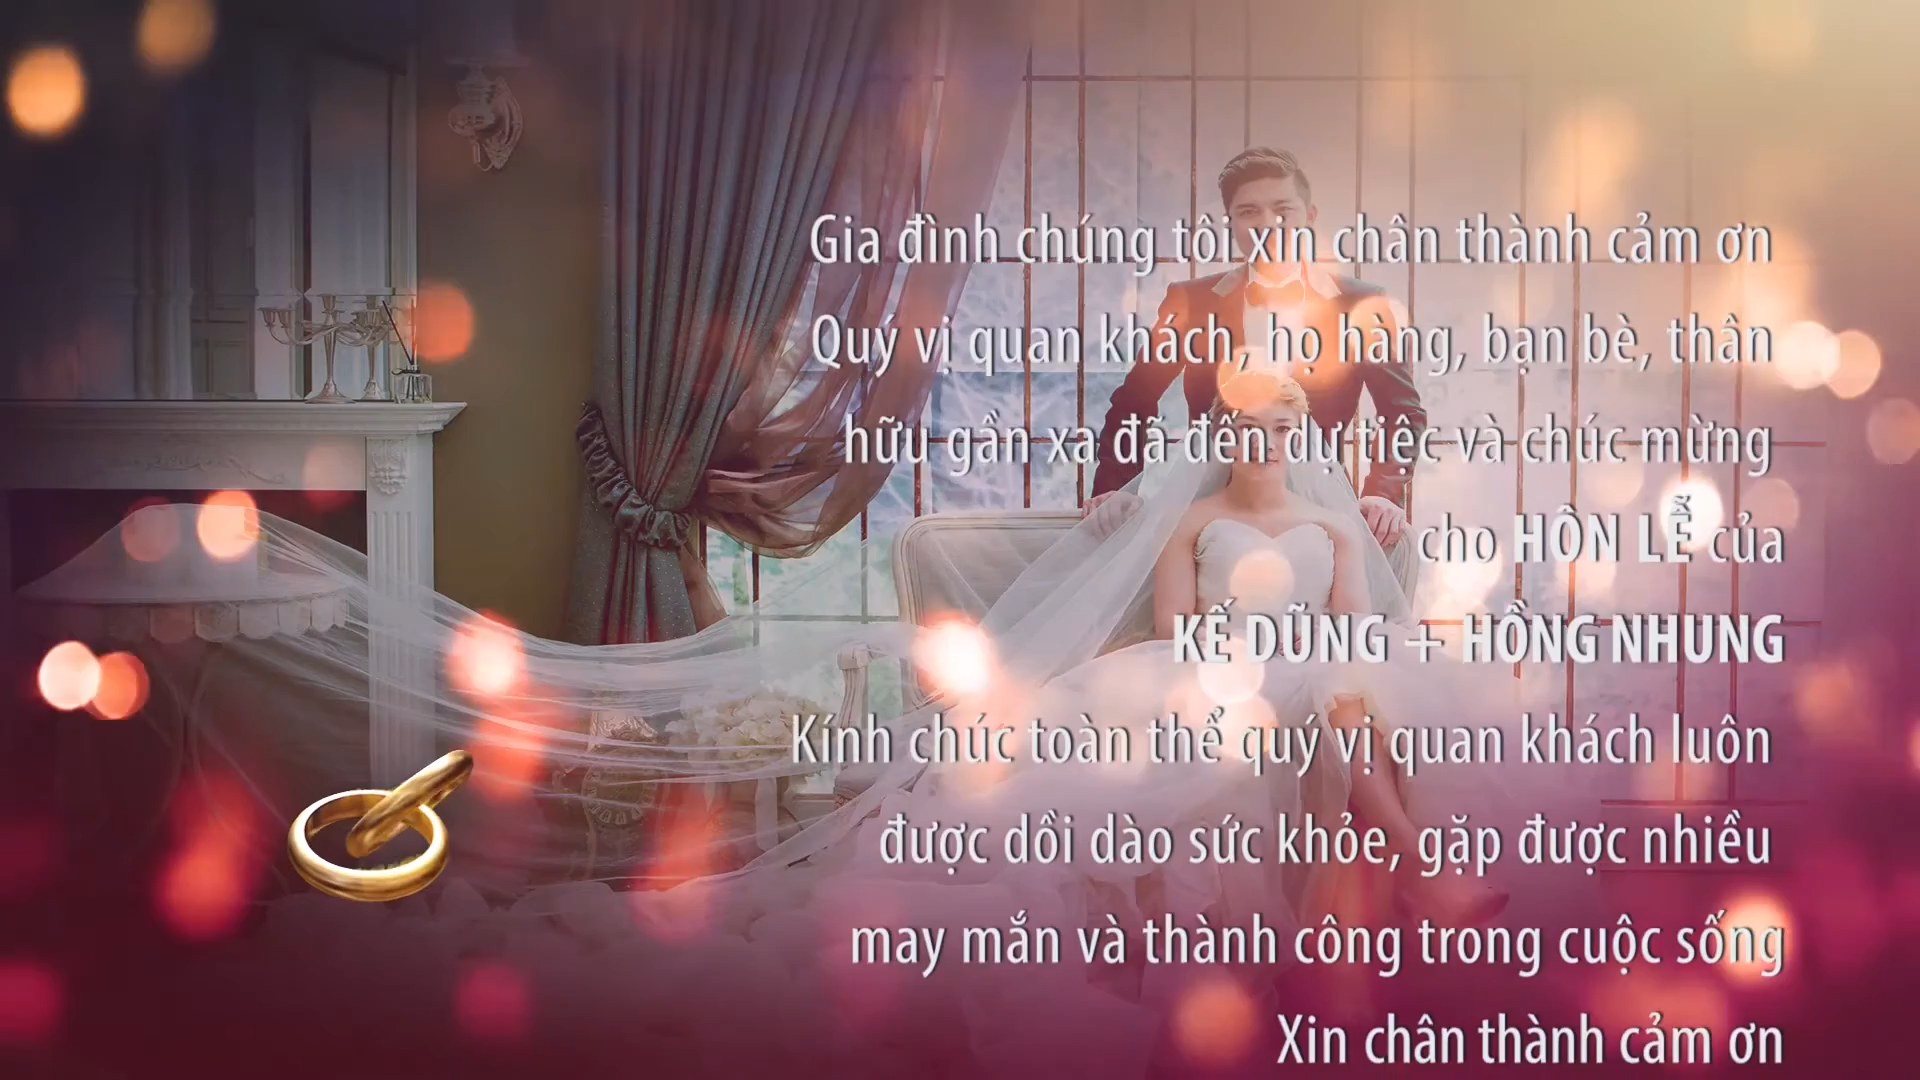 Gia đình chúng tôi xin chân thành cảm ơn
Quý vị quan khách, họ hàng, bạn bè, thân
hữu gần xa đã đến dự tiệc và chúc mừng
cho HÔN LỄ của
KẾ DŨNG + HỒNG NHUNG
Kính chúc toàn thể quý vị quan khách luôn
được dồi dào sức khỏe, gặp được nhiều
may mắn và thành công trong cuộc sống
Xin chân thành cảm ơn